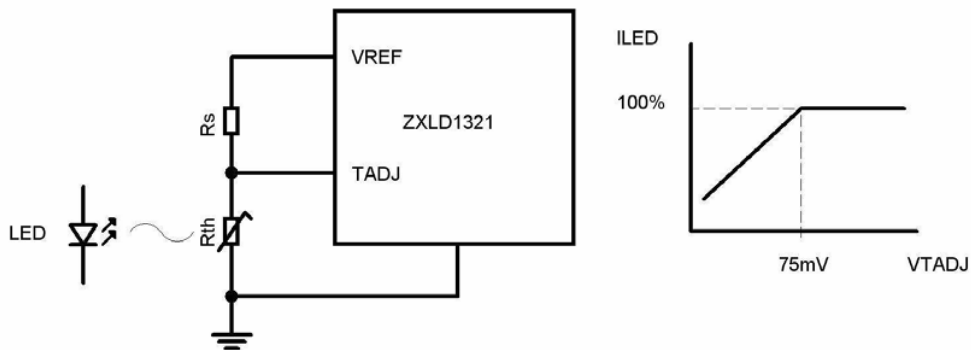 VREF
Rs
ZXLD1321
TADJ
LED
Rth
ILED
100%
75mV
VTADJ